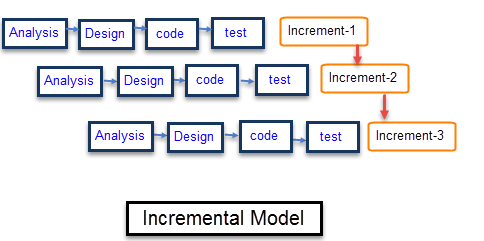 Analysis Design code test Increment-1
Analysis Design code test Increment-2
Analysis Design code test Increment-3
Incremental Model